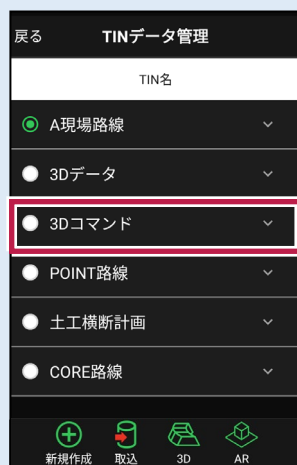 戻る TINデータ管理
TIN名
A現場路線
3Dデータ
3Dコマンド
POINT路線
土工横断計画
CORE路線
新規作成 取込 3D AR